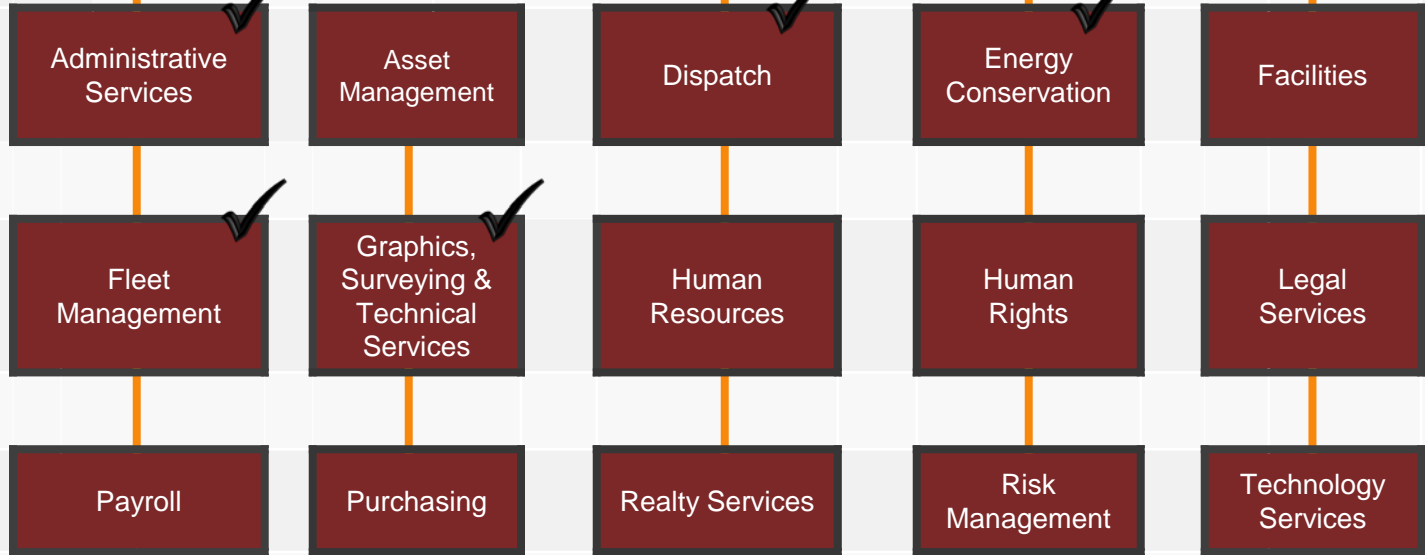 Administrative
Services
Asset
Management
Dispatch
Energy
Conservation
Facilities
Fleet
Management
Graphics,
Surveying &
Technical
Services
Human
Resources
Human
Rights
Legal
Services
Payroll
Purchasing
Realty Services
Risk
Management
Technology
Services